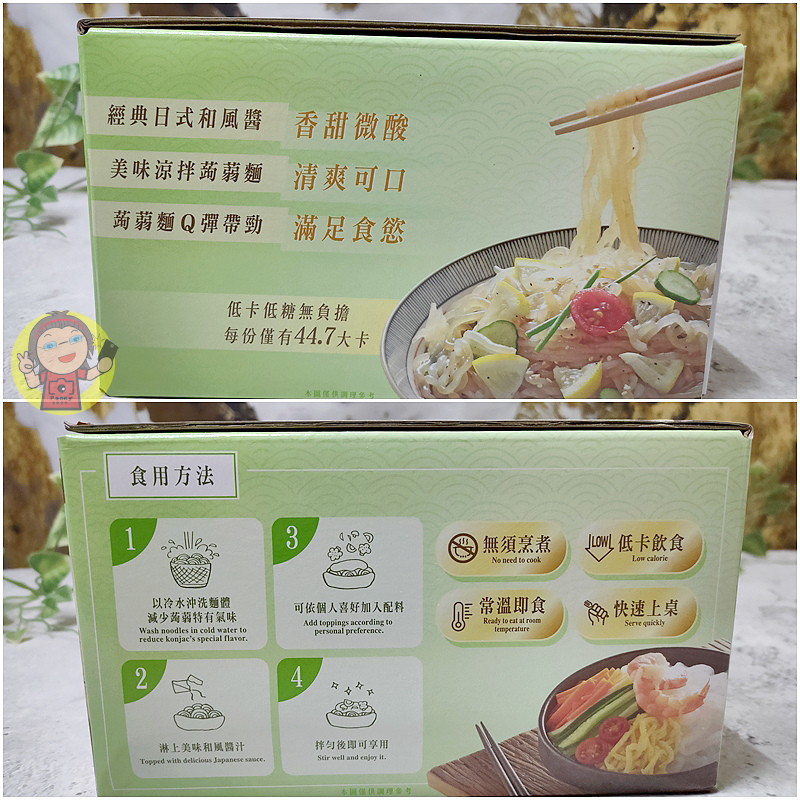 經典日式和風醬
香甜微酸
美味涼拌蒟蒻麵
清爽可口
蒟蒻麵Q彈帶勁
滿足食慾
低卡低糖無負擔
每份僅有44.7大卡
本圖僅供調理參考
Penny
食用方法
1
以冷水沖洗麵體
減少蒟蒻特有氣味
Wash noodles in cold water to
reduce konjac's special flavor.
2
淋上美味和風醬汁
Topped with delicious Japanese sauce.
3
可依個人喜好加入配料
Add toppings according to
personal preference.
4
拌勻後即可享用
Stir well and enjoy it.
無須烹煮
No need to cook
LOW
低卡飲食
Low calorie
常溫即食
Ready to eat at room
temperature
快速上桌
Serve quickly
本圖僅供調理參考